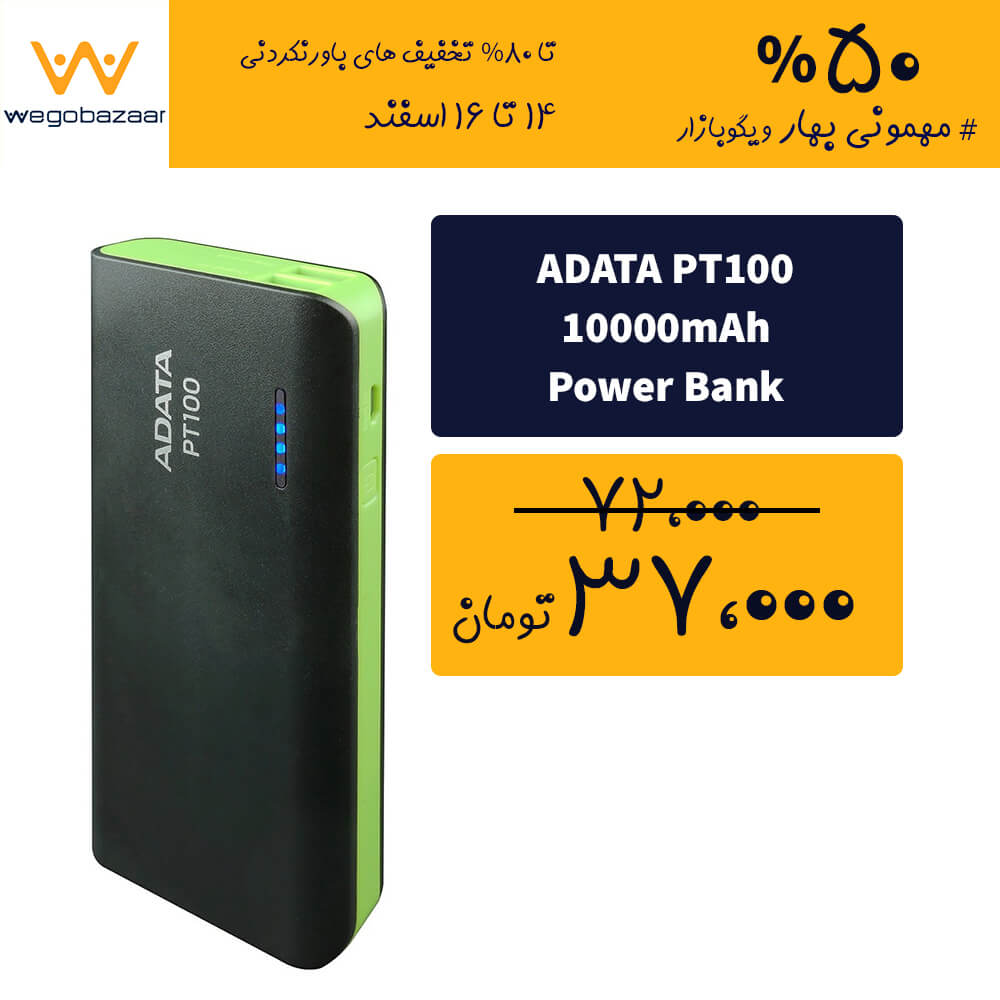 wegobazaar
%۵۰
# مهمونی بهار ویگوبازار
تا ۸۰% تخفیف های باورنکردنی
۱۴ تا ۱۶ اسفند
ADATA PT100
10000mAh
Power Bank
۷۲،۰۰۰
۳۷،۰۰۰ تومان
ADATA
PT100